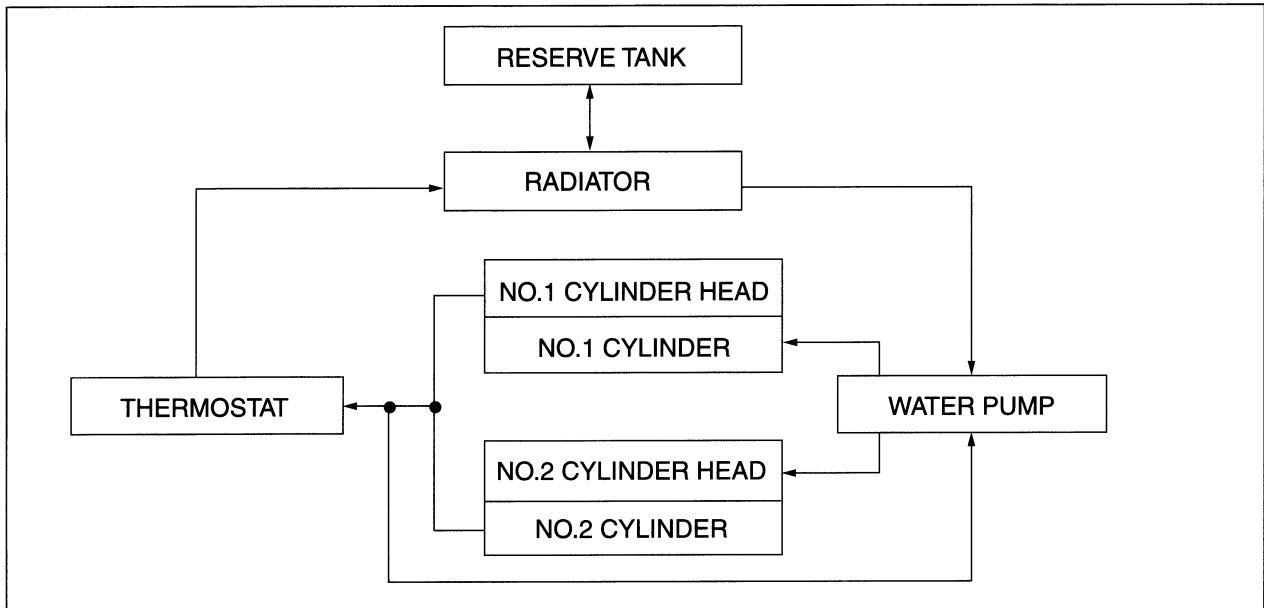 RESERVE TANK
RADIATOR
NO.1 CYLINDER HEAD
NO.1 CYLINDER
THERMOSTAT
WATER PUMP
NO.2 CYLINDER HEAD
NO.2 CYLINDER